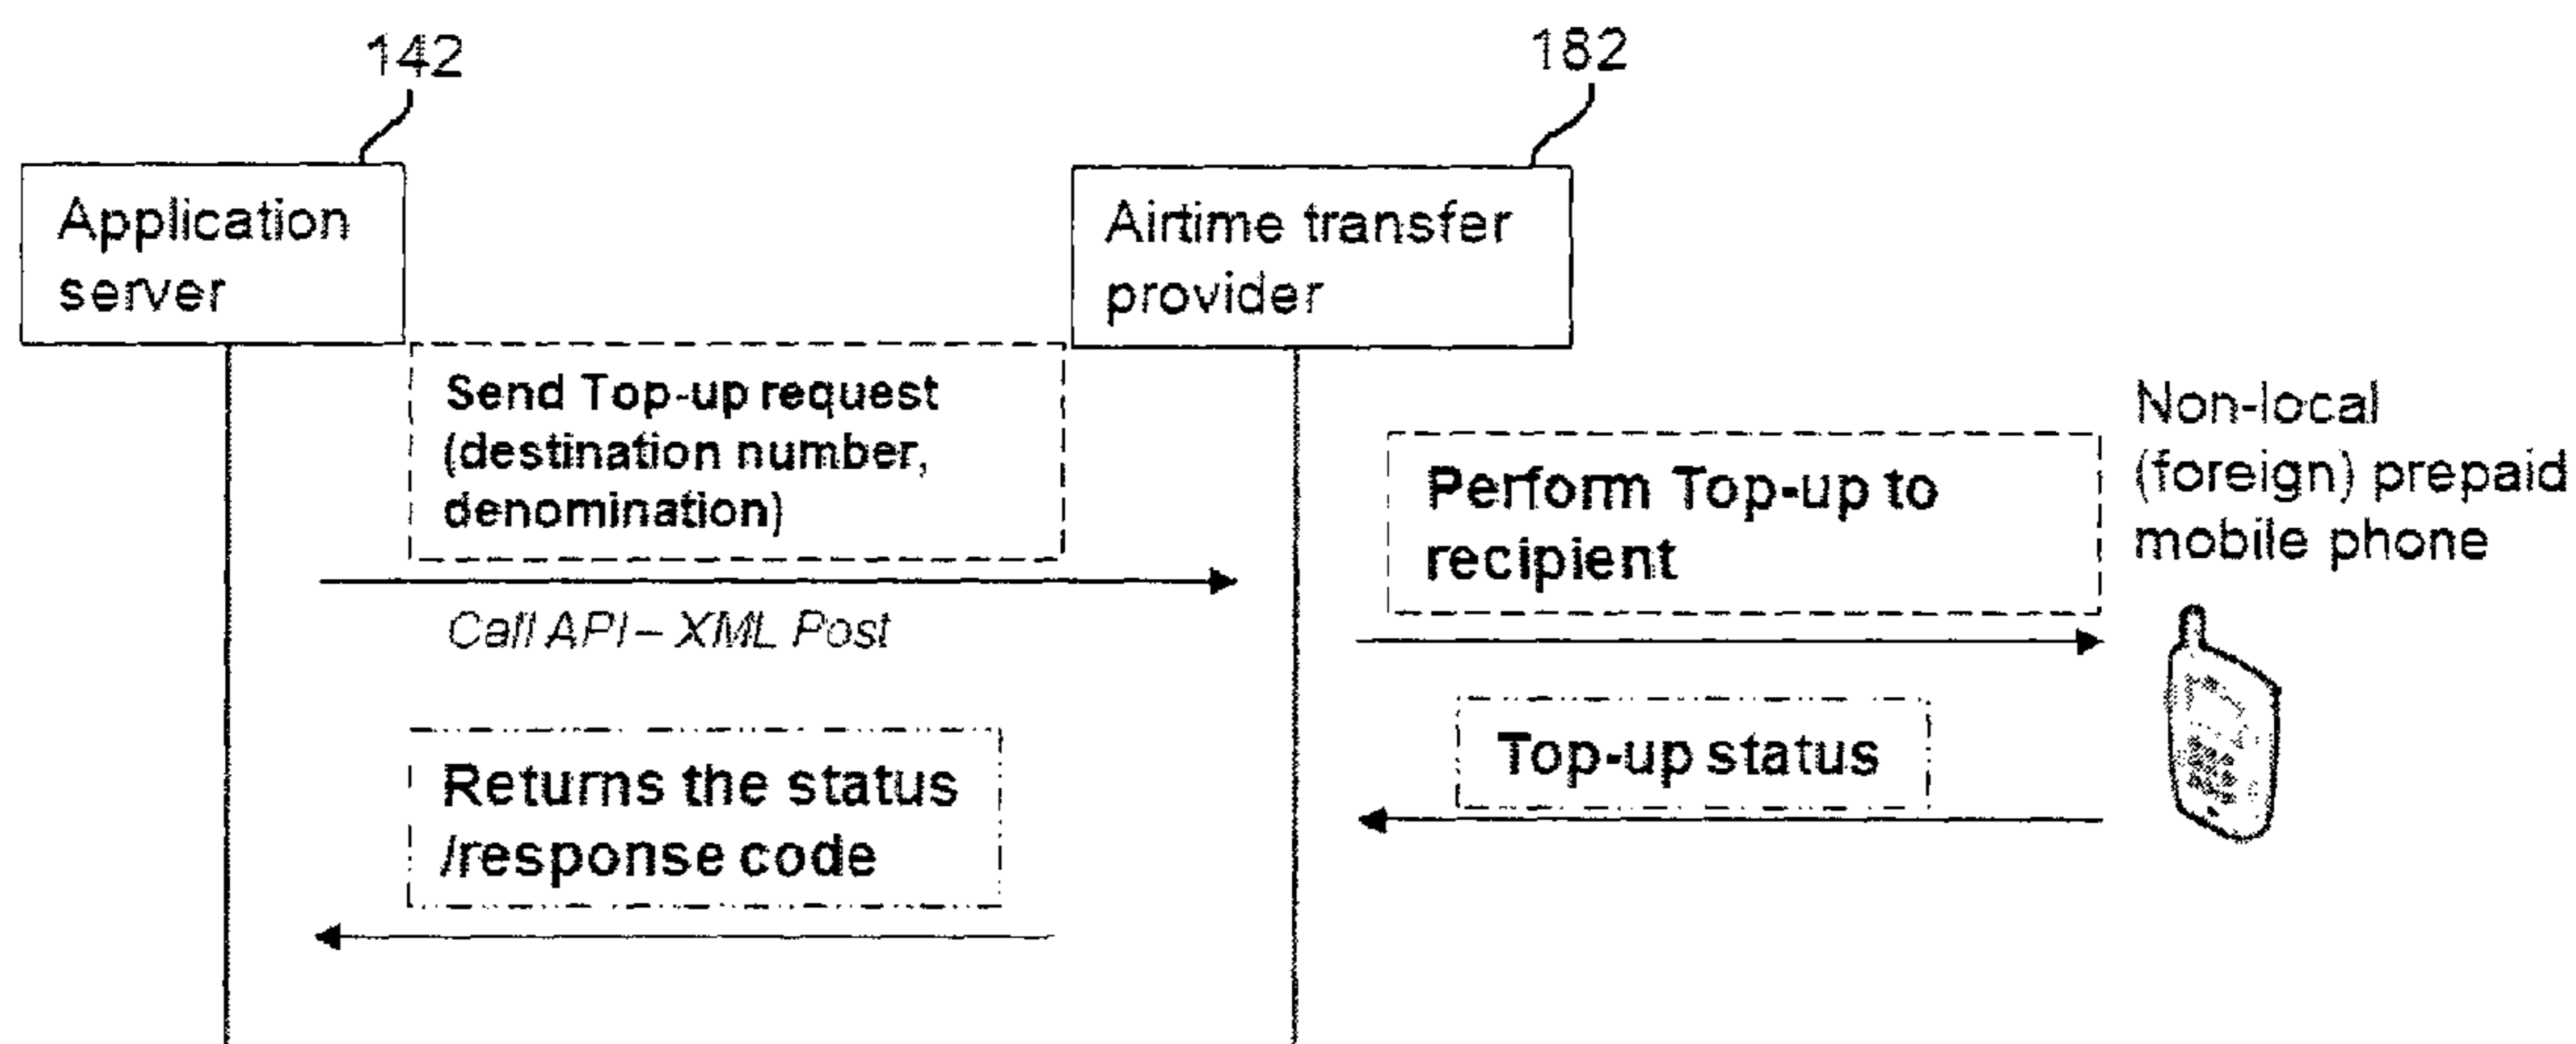 142
182
Application
server
Airtime transfer
provider
Send Top-up request
(destination number,
denomination)
Call API – XML Post
Perform Top-up to
recipient
Non-local
(foreign) prepaid
mobile phone
Top-up status
Returns the status
/response code